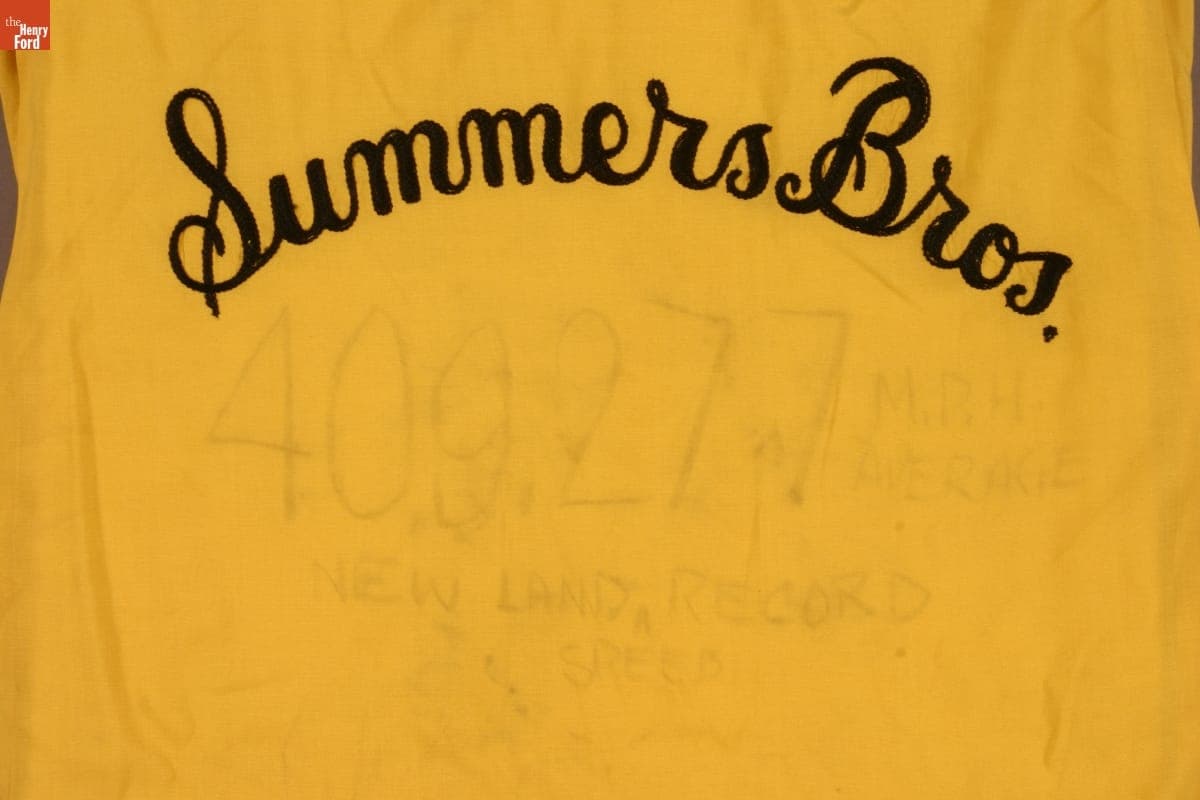 the
Henry
Ford
Summers Bros.
409.277 M.P.H.
AVERAGE
NEW LAND ^ RECORD
SPEED